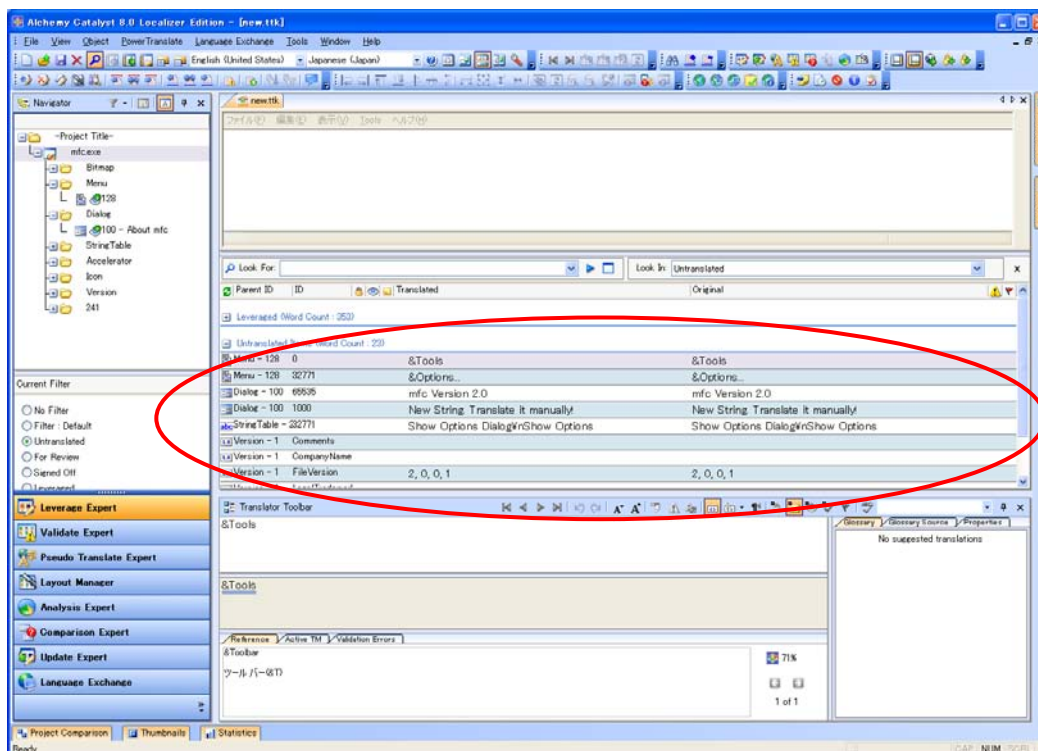 Alchemy Catalyst 8.0 Localizer Edition - [new.ttk]
File View Object PowerTranslate Language Exchange Tools Window Help
English (United States) Japanese (Japan)
Navigator
new.ttk
ファイル(F) 編集(E) 表示(V) Tools ヘルプ(H)
-Project Title-
mfc.exe
Bitmap
Menu
128
Dialog
100 - About mfc
StringTable
Accelerator
Icon
Version
241
Look For: Look In: Untranslated
Parent ID ID Translated Original
Leveraged (Word Count : 353)
Untranslated Items (Word Count : 23)
Menu - 128 0 &Tools &Tools
Menu - 128 32771 &Options... &Options...
Dialog - 100 65535 mfc Version 2.0 mfc Version 2.0
Dialog - 100 1000 New String. Translate it manually! New String. Translate it manually!
StringTable - 232771 Show Options Dialog¥nShow Options Show Options Dialog¥nShow Options
Version - 1 Comments
Version - 1 CompanyName
Version - 1 FileVersion 2, 0, 0, 1 2, 0, 0, 1
Current Filter
No Filter
Filter : Default
Untranslated
For Review
Signed Off
Leveraged
Leverage Expert
Validate Expert
Pseudo Translate Expert
Layout Manager
Analysis Expert
Comparison Expert
Update Expert
Language Exchange
Translator Toolbar
&Tools
&Tools
Glossary Glossary Source Properties
No suggested translations
Reference Active TM Validation Errors
&Toolbar
ツール バー(&T)
71%
1 of 1
Project Comparison Thumbnails Statistics
Ready CAP NUM SCRL